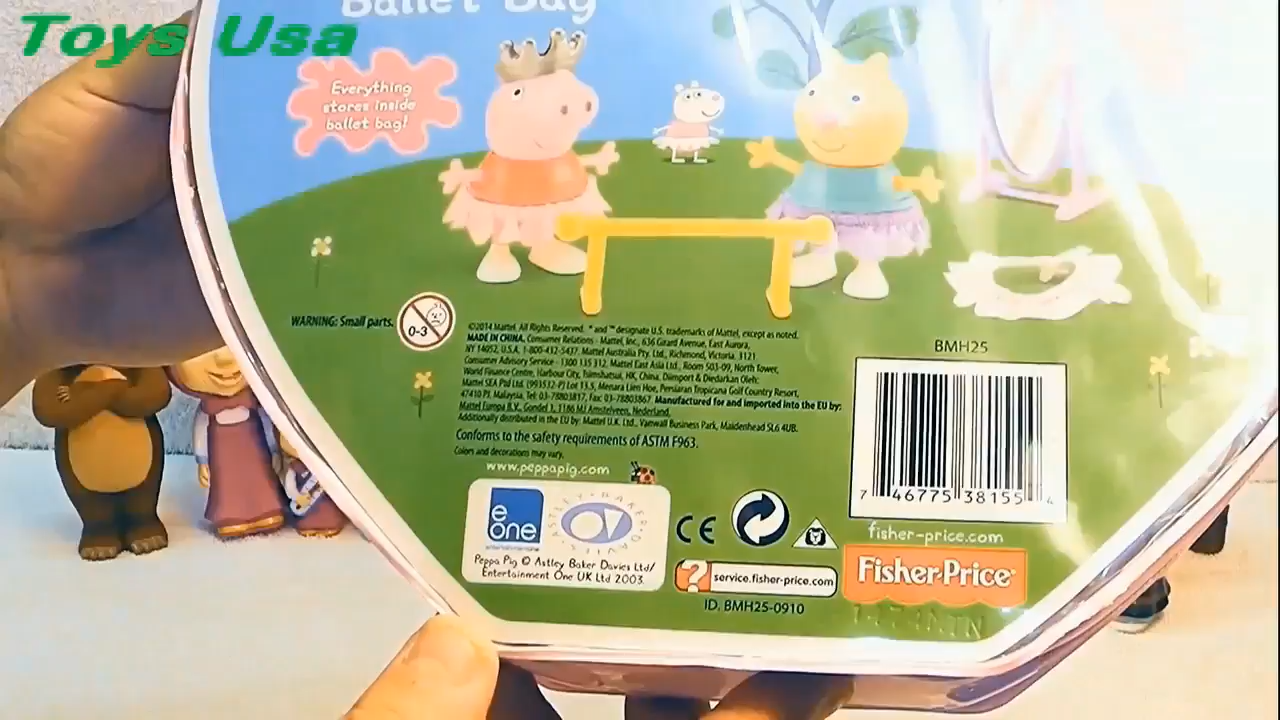 Toys Usa
Ballet Bag
Everything
stores inside
ballet bag!
WARNING: Small parts.
0-3
©2014 Mattel. All Rights Reserved. ® and ™ designate U.S. trademarks of Mattel, except as noted.
MADE IN CHINA. Consumer Relations - Mattel, Inc., 636 Girard Avenue, East Aurora,
NY 14052, U.S.A. 1-800-432-5437. Mattel Australia Pty. Ltd., Richmond, Victoria. 3121.
Consumer Advisory Service - 1300 135 312. Mattel East Asia Ltd., Room 503-09, North Tower,
World Finance Centre, Harbour City, Tsimshatsui, HK, China. Diimport & Diedarkan Oleh:
Mattel SEA Ptd Ltd. (993532-P) Lot 13.5, Menara Lien Hoe, Persiaran Tropicana Golf Country Resort,
47410 PJ. Malaysia. Tel: 03-78803817, Fax: 03-78803867. Manufactured for and imported into the EU by:
Mattel Europa B.V., Gondel 1, 1186 MJ Amstelveen, Nederland.
Additionally distributed in the EU by: Mattel U.K. Ltd., Vanwall Business Park, Maidenhead SL6 4UB.
Conforms to the safety requirements of ASTM F963.
Colors and decorations may vary.
www.peppapig.com
BMH25
7 46775 38155 4
e one
entertainment
ASTLEY BAKER DAVIES
Peppa Pig © Astley Baker Davies Ltd/
Entertainment One UK Ltd 2003.
CE
fisher-price.com
Fisher-Price
? service.fisher-price.com
ID. BMH25-0910